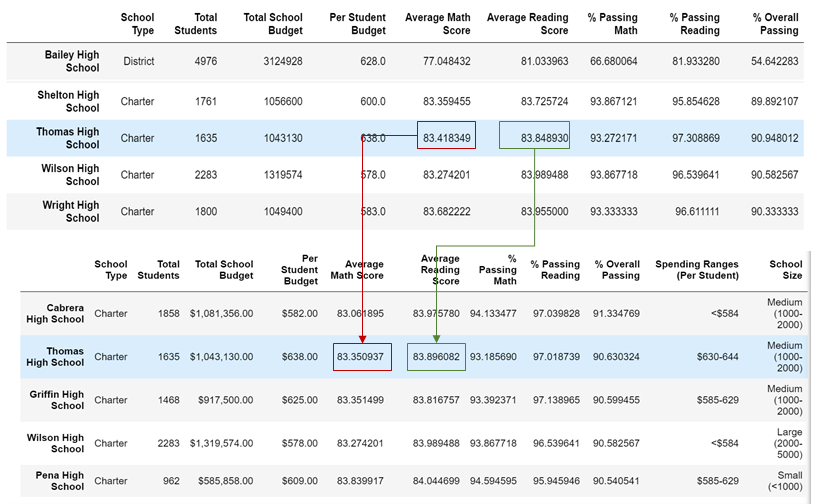 School Type Total Students Total School Budget Per Student Budget Average Math Score Average Reading Score % Passing Math % Passing Reading % Overall Passing
Bailey High School District 4976 3124928 628.0 77.048432 81.033963 66.680064 81.933280 54.642283
Shelton High School Charter 1761 1056600 600.0 83.359455 83.725724 93.867121 95.854628 89.892107
Thomas High School Charter 1635 1043130 638.0 83.418349 83.848930 93.272171 97.308869 90.948012
Wilson High School Charter 2283 1319574 578.0 83.274201 83.989488 93.867718 96.539641 90.582567
Wright High School Charter 1800 1049400 583.0 83.682222 83.955000 93.333333 96.611111 90.333333
School Type Total Students Total School Budget Per Student Budget Average Math Score Average Reading Score % Passing Math % Passing Reading % Overall Passing Spending Ranges (Per Student) School Size
Cabrera High School Charter 1858 $1,081,356.00 $582.00 83.061895 83.975780 94.133477 97.039828 91.334769 <$584 Medium (1000-2000)
Thomas High School Charter 1635 $1,043,130.00 $638.00 83.350937 83.896082 93.185690 97.018739 90.630324 $630-644 Medium (1000-2000)
Griffin High School Charter 1468 $917,500.00 $625.00 83.351499 83.816757 93.392371 97.138965 90.599455 $585-629 Medium (1000-2000)
Wilson High School Charter 2283 $1,319,574.00 $578.00 83.274201 83.989488 93.867718 96.539641 90.582567 <$584 Large (2000-5000)
Pena High School Charter 962 $585,858.00 $609.00 83.839917 84.044699 94.594595 95.945946 90.540541 $585-629 Small (<1000)